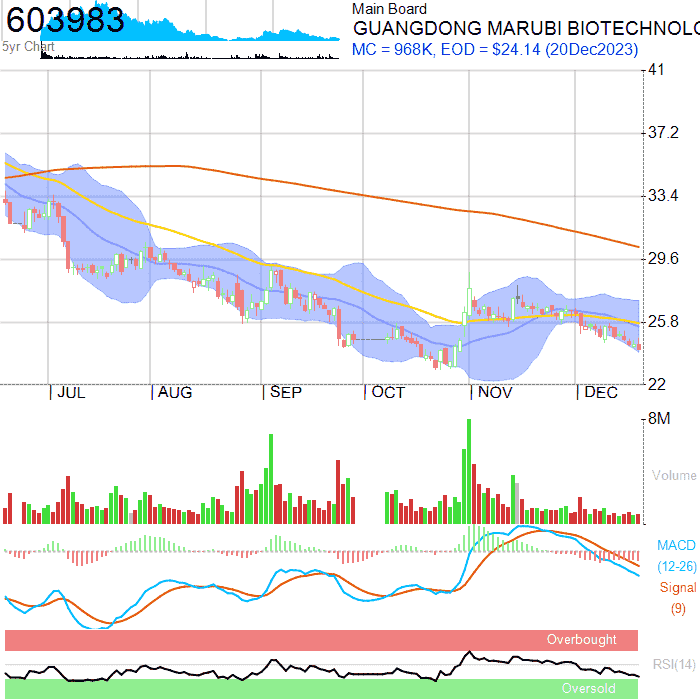 603983
5yr Chart
Main Board
GUANGDONG MARUBI BIOTECHNOLO
MC = 968K, EOD = $24.14 (20Dec2023)
41
37.2
33.4
29.6
25.8
22
JUL
AUG
SEP
OCT
NOV
DEC
8M
Volume
MACD
(12-26)
Signal
(9)
Overbought
RSI(14)
Oversold